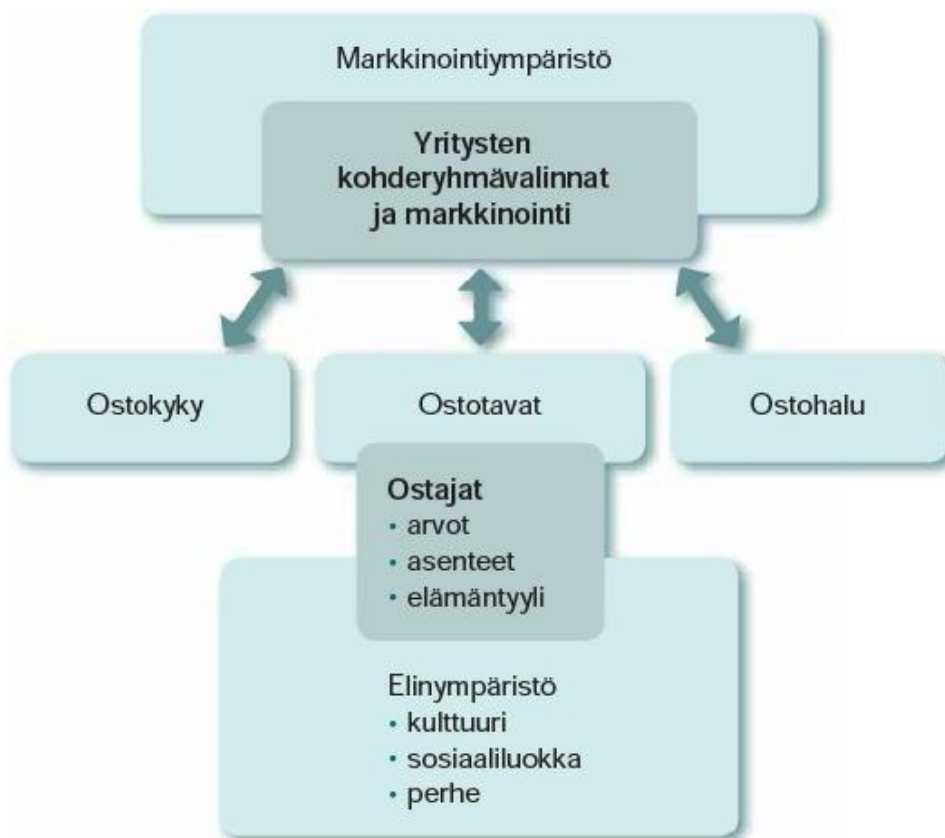 Markkinointiympäristö
Yritysten
kohderyhmävalinnat
ja markkinointi
Ostokyky
Ostotavat
Ostohalu
Ostajat
• arvot
• asenteet
• elämäntyyli
Elinympäristö
• kulttuuri
• sosiaaliluokka
• perhe